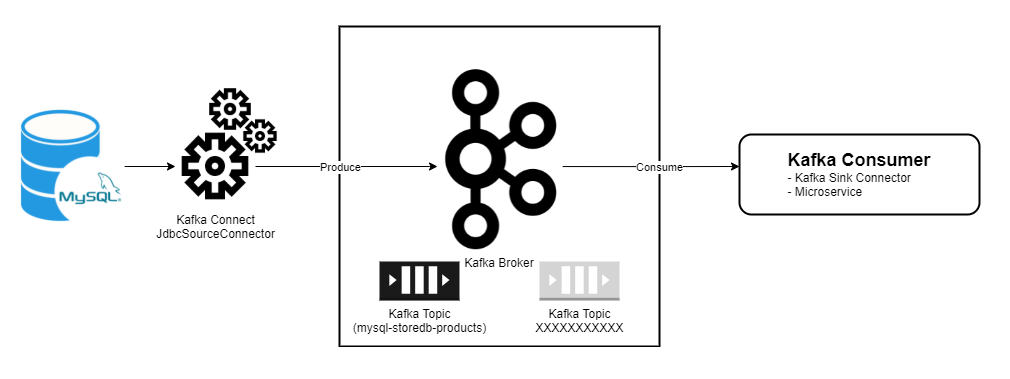 MySQL
Kafka Connect
JdbcSourceConnector
Produce
Kafka Broker
Kafka Topic
(mysql-storedb-products)
Kafka Topic
XXXXXXXXXXX
Consume
Kafka Consumer
- Kafka Sink Connector
- Microservice